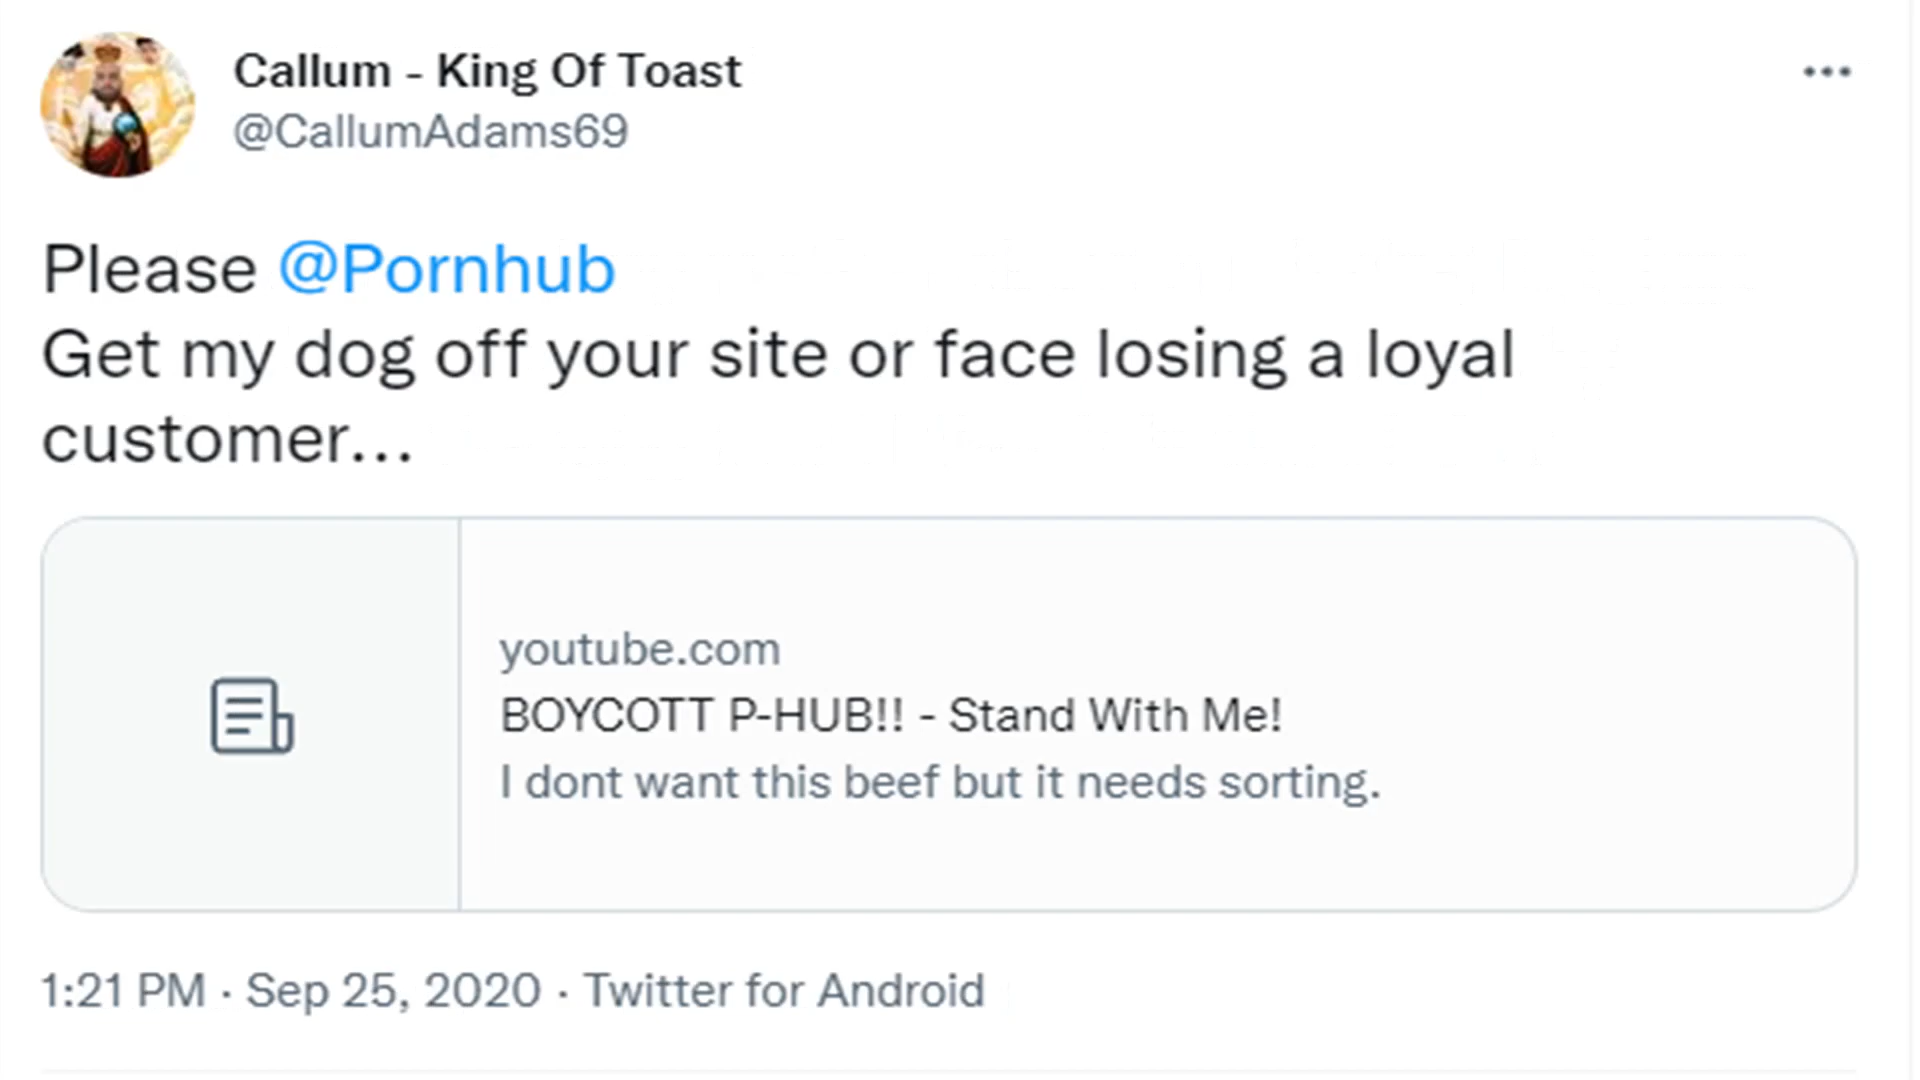 Callum - King Of Toast
@CallumAdams69
Please @Pornhub
Get my dog off your site or face losing a loyal
customer...
youtube.com
BOYCOTT P-HUB!! - Stand With Me!
I dont want this beef but it needs sorting.
1:21 PM · Sep 25, 2020 · Twitter for Android